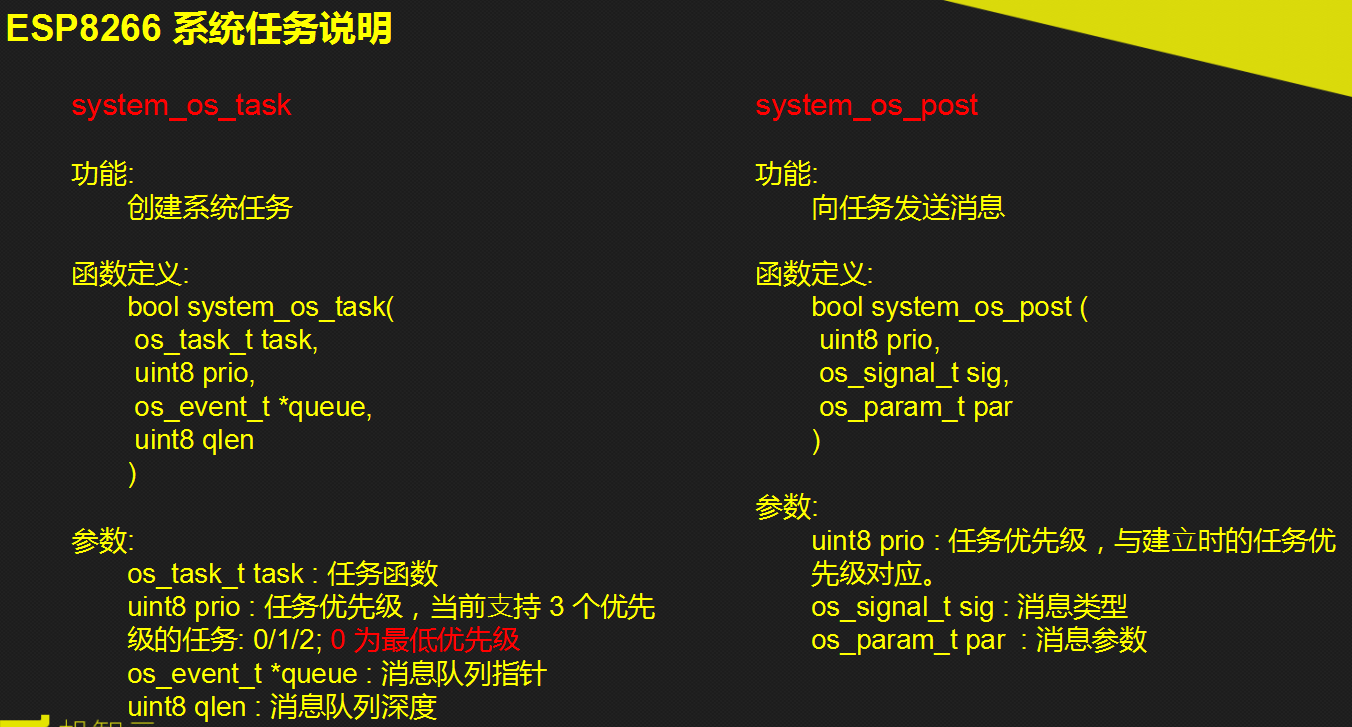 ESP8266 系统任务说明
system_os_task
功能:
创建系统任务
函数定义:
bool system_os_task(
os_task_t task,
uint8 prio,
os_event_t *queue,
uint8 qlen
)
参数:
os_task_t task : 任务函数
uint8 prio : 任务优先级，当前支持 3 个优先
级的任务: 0/1/2; 0 为最低优先级
os_event_t *queue : 消息队列指针
uint8 qlen : 消息队列深度
system_os_post
功能:
向任务发送消息
函数定义:
bool system_os_post (
uint8 prio,
os_signal_t sig,
os_param_t par
)
参数:
uint8 prio : 任务优先级，与建立时的任务优
先级对应。
os_signal_t sig : 消息类型
os_param_t par : 消息参数